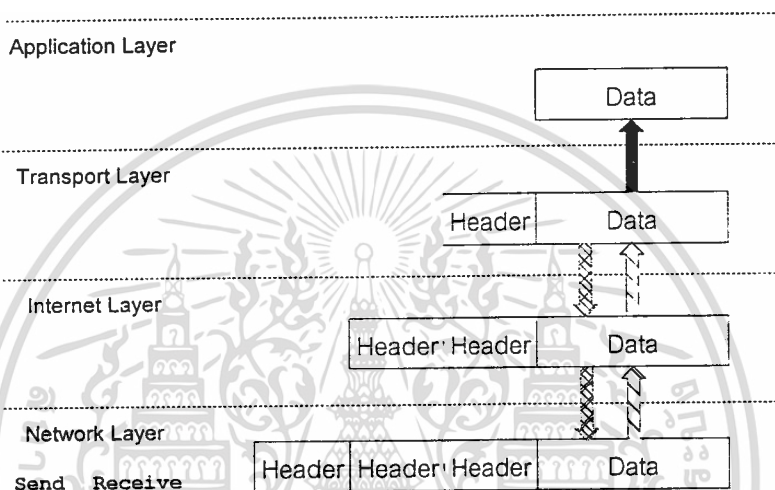 Application Layer
Data
Transport Layer
Header Data
Internet Layer
Header Header Data
Network Layer
Send Receive
Header Header Header Data